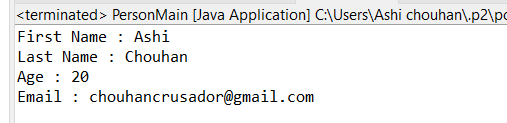 <terminated> PersonMain [Java Application] C:\Users\Ashi chouhan\.p2\po
First Name : Ashi
Last Name : Chouhan
Age : 20
Email : chouhancrusador@gmail.com